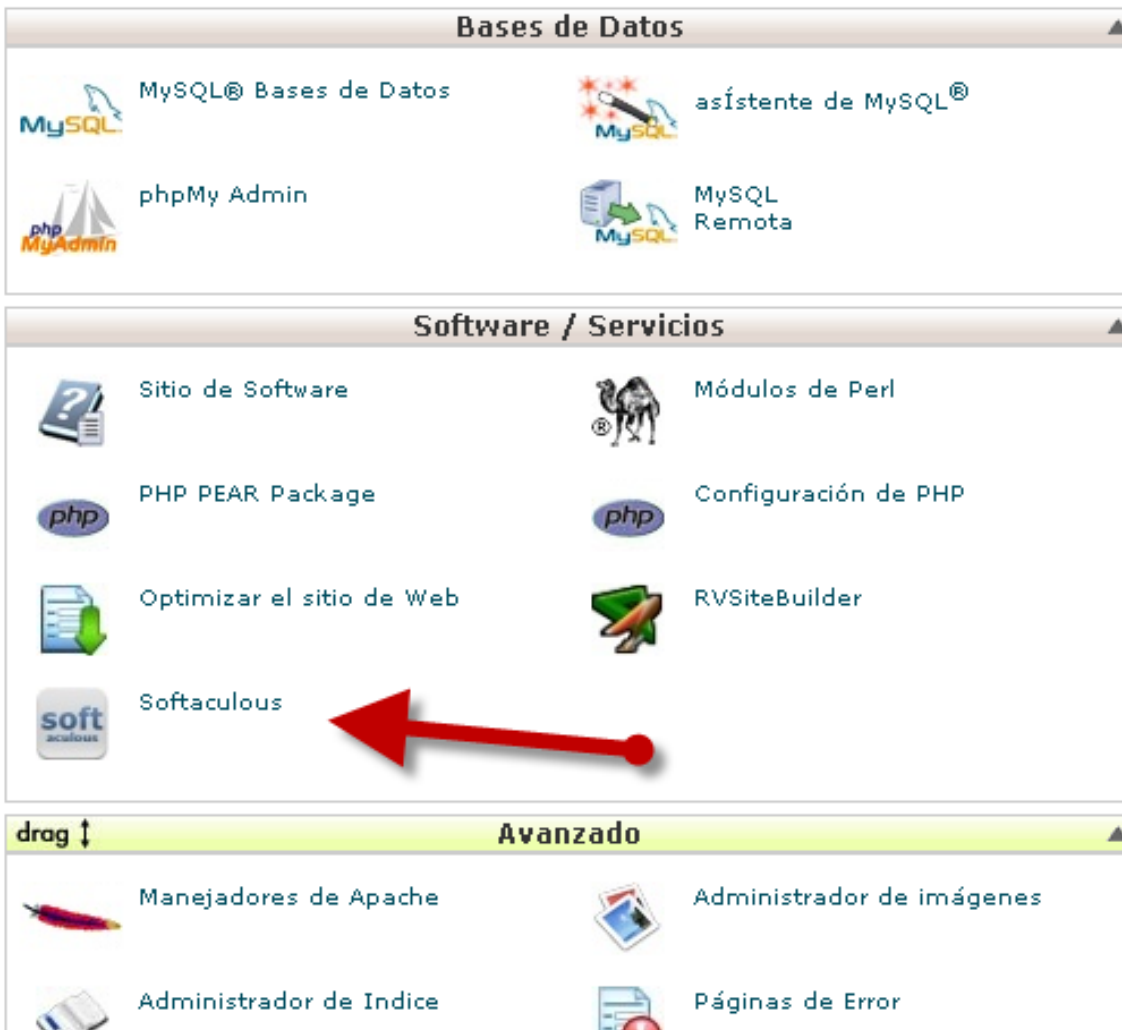 Bases de Datos
MySQL® Bases de Datos
asÍstente de MySQL®
MySQL
MySQL
phpMy Admin
MySQL
Remota
php
MyAdmin
MySQL
Software / Servicios
Sitio de Software
Módulos de Perl
®
PHP PEAR Package
Configuración de PHP
php
php
Optimizar el sitio de Web
RVSiteBuilder
Softaculous
soft
aculous
drag
Avanzado
Manejadores de Apache
Administrador de imágenes
Administrador de Indice
Páginas de Error